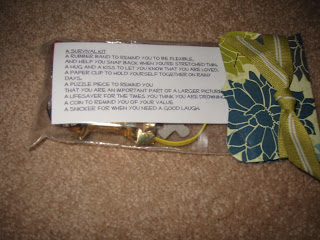 A SURVIVAL KIT
A RUBBER BAND TO REMIND YOU TO BE FLEXIBLE,
AND HELP YOU SNAP BACK WHEN YOU'RE STRETCHED THIN.
A HUG AND A KISS TO LET YOU KNOW THAT YOU ARE LOVED.
A PAPER CLIP TO HOLD YOURSELF TOGETHER ON
DAYS.
A PUZZLE PIECE TO REMIND YOU
THAT YOU ARE AN IMPORTANT PART OF A LARGER PICTURE.
A LIFESAVER FOR THE TIMES YOU THINK YOU ARE DROWNING.
A COIN TO REMIND YOU OF YOUR VALUE
A SNICKER FOR WHEN YOU NEED A GOOD LAUGH.